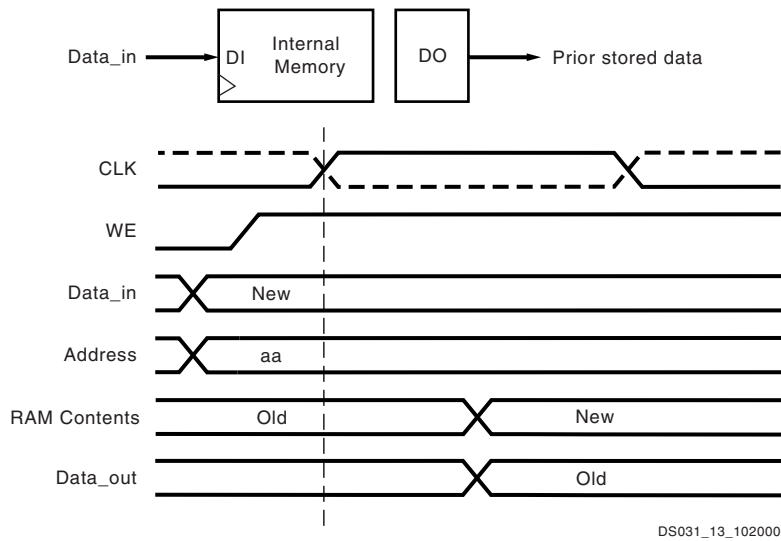 Data_in DI Internal Memory DO Prior stored data
CLK
WE
Data_in New
Address aa
RAM Contents Old New
Data_out Old
DS031_13_102000